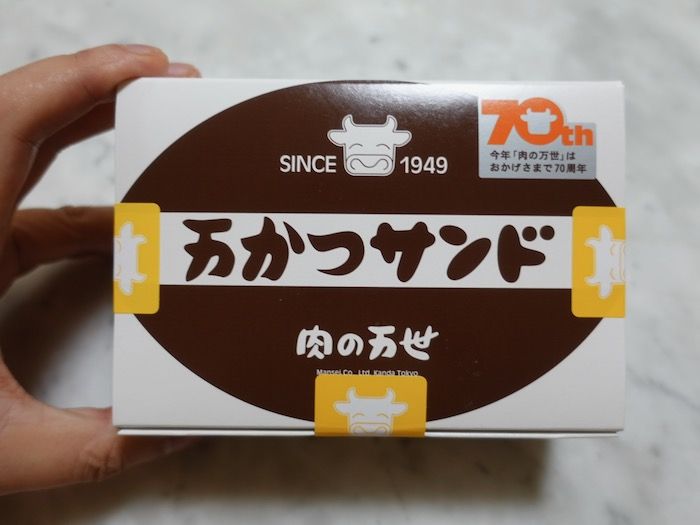 SINCE 1949
70th
今年「肉の万世」は
おかげさまで70周年
万かつサンド
肉の万世
Mansei Co., Ltd. Kanda Tokyo